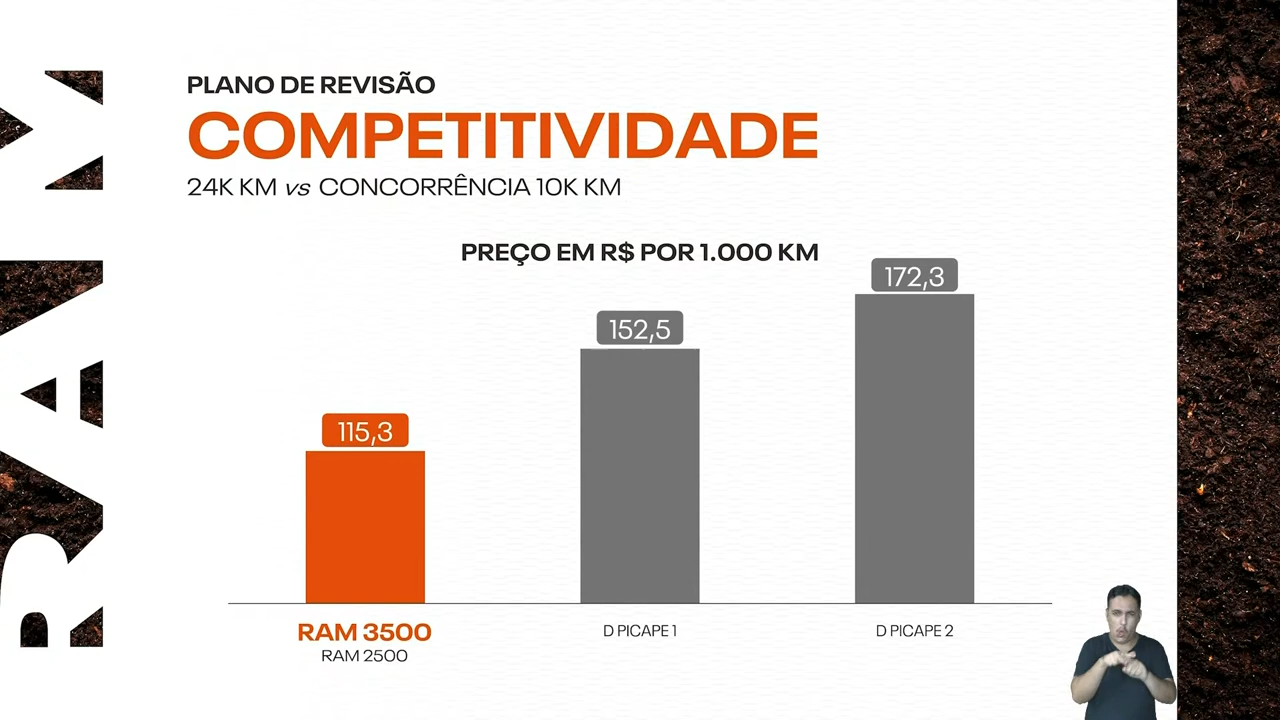 RAM
PLANO DE REVISÃO
COMPETITIVIDADE
24K KM vs CONCORRÊNCIA 10K KM
PREÇO EM R$ POR 1.000 KM
115,3
152,5
172,3
RAM 3500
RAM 2500
D PICAPE 1
D PICAPE 2